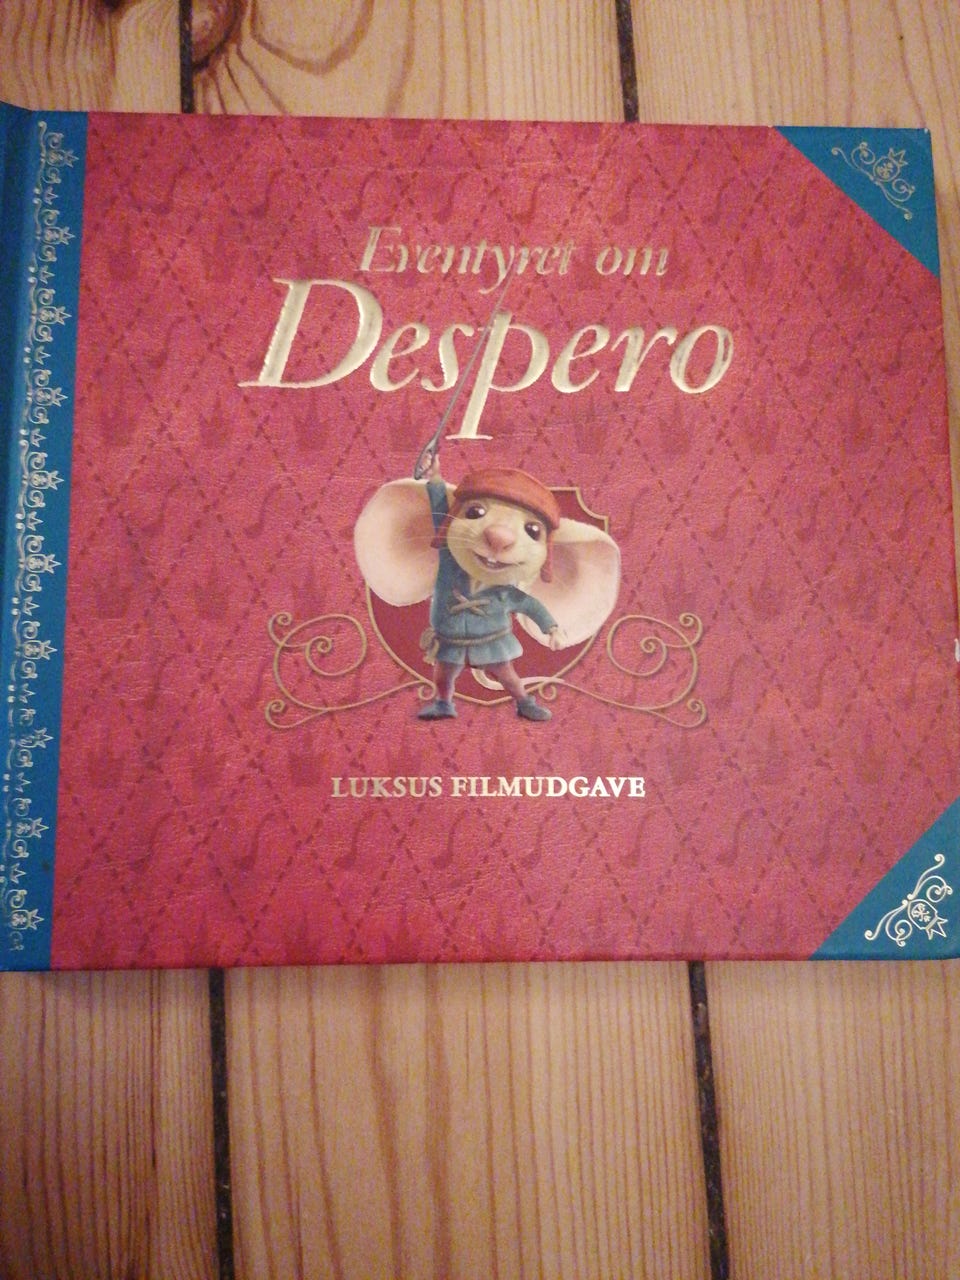 Eventyret om
Despero
LUKSUS FILMUDGAVE